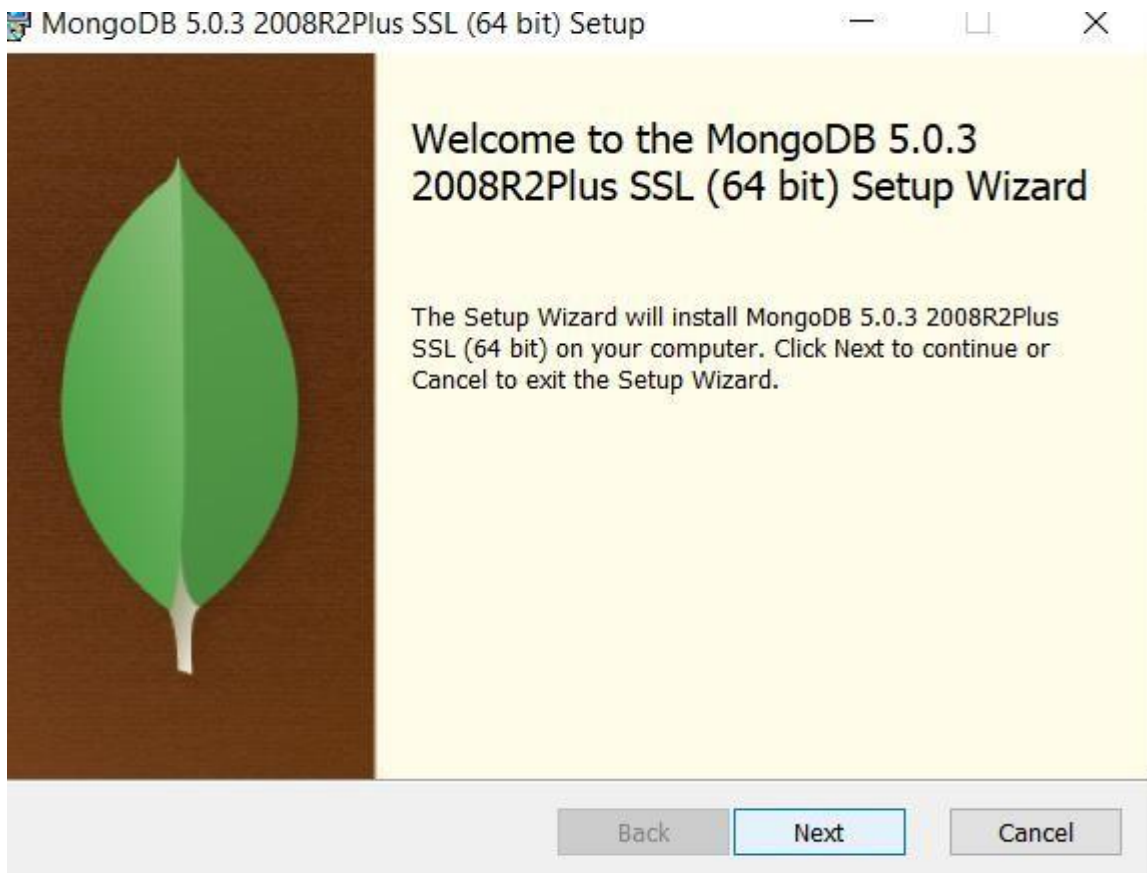 MongoDB 5.0.3 2008R2Plus SSL (64 bit) Setup
Welcome to the MongoDB 5.0.3
2008R2Plus SSL (64 bit) Setup Wizard
The Setup Wizard will install MongoDB 5.0.3 2008R2Plus
SSL (64 bit) on your computer. Click Next to continue or
Cancel to exit the Setup Wizard.
Back Next Cancel